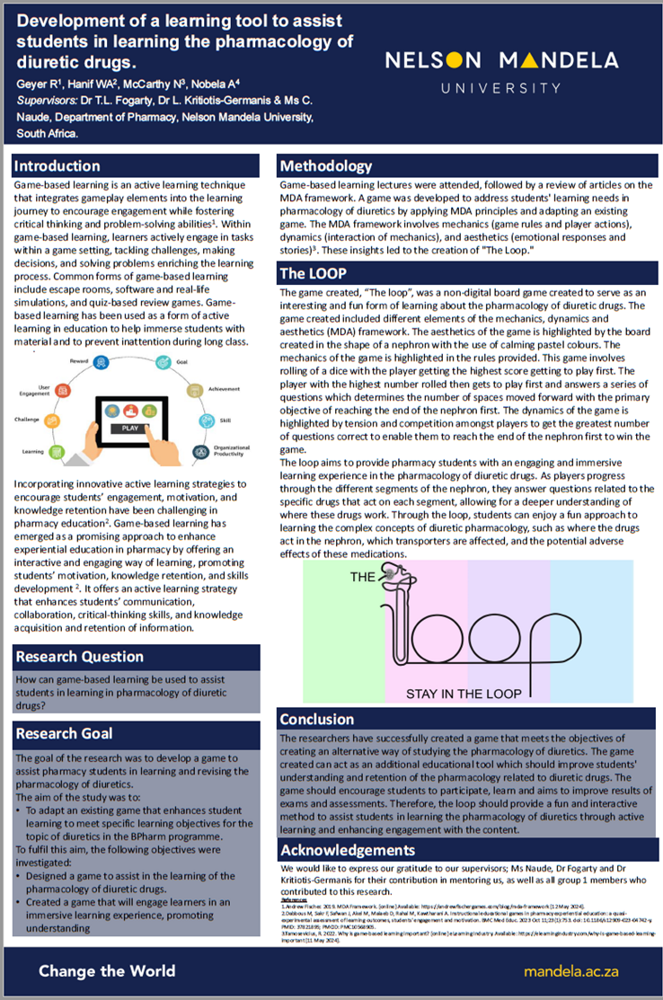 Development of a learning tool to assist
students in learning the pharmacology of
diuretic drugs.
Geyer R¹, Hanif WA², McCarthy N³, Nobela A⁴
Supervisors: Dr T.L. Fogarty, Dr L. Kritiotis-Germanis & Ms C.
Naude, Department of Pharmacy, Nelson Mandela University,
South Africa.
NELSON MANDELA
UNIVERSITY
Introduction
Game-based learning is an active learning technique
that integrates gameplay elements into the learning
journey to encourage engagement while fostering
critical thinking and problem-solving abilities¹. Within
game-based learning, learners actively engage in tasks
within a game setting, tackling challenges, making
decisions, and solving problems enriching the learning
process. Common forms of game-based learning
include escape rooms, software and real-life
simulations, and quiz-based review games. Game-
based learning has been used as a form of active
learning in education to help immerse students with
material and to prevent inattention during long class.
Reward
Goal
User
Engagement
Achievement
Challenge
Skill
Learning
Organizational
Productivity
PLAY
Incorporating innovative active learning strategies to
encourage students’ engagement, motivation, and
knowledge retention have been challenging in
pharmacy education². Game-based learning has
emerged as a promising approach to enhance
experiential education in pharmacy by offering an
interactive and engaging way of learning, promoting
students’ motivation, knowledge retention, and skills
development ². It offers an active learning strategy
that enhances students’ communication,
collaboration, critical-thinking skills, and knowledge
acquisition and retention of information.
Research Question
How can game-based learning be used to assist
students in learning in pharmacology of diuretic
drugs?
Research Goal
The goal of the research was to develop a game to
assist pharmacy students in learning and revising the
pharmacology of diuretics.
The aim of the study was to:
• To adapt an existing game that enhances student
learning to meet specific learning objectives for the
topic of diuretics in the BPharm programme.
To fulfil this aim, the following objectives were
investigated:
• Designed a game to assist in the learning of the
pharmacology of diuretic drugs.
• Created a game that will engage learners in an
immersive learning experience, promoting
understanding
Methodology
Game-based learning lectures were attended, followed by a review of articles on the
MDA framework. A game was developed to address students' learning needs in
pharmacology of diuretics by applying MDA principles and adapting an existing
game. The MDA framework involves mechanics (game rules and player actions),
dynamics (interaction of mechanics), and aesthetics (emotional responses and
stories)³. These insights led to the creation of "The Loop."
The LOOP
The game created, “The loop”, was a non-digital board game created to serve as an
interesting and fun form of learning about the pharmacology of diuretic drugs. The
game created included different elements of the mechanics, dynamics and
aesthetics (MDA) framework. The aesthetics of the game is highlighted by the board
created in the shape of a nephron with the use of calming pastel colours. The
mechanics of the game is highlighted in the rules provided. This game involves
rolling of a dice with the player getting the highest score getting to play first. The
player with the highest number rolled then gets to play first and answers a series of
questions which determines the number of spaces moved forward with the primary
objective of reaching the end of the nephron first. The dynamics of the game is
highlighted by tension and competition amongst players to get the greatest number
of questions correct to enable them to reach the end of the nephron first to win the
game.
The loop aims to provide pharmacy students with an engaging and immersive
learning experience in the pharmacology of diuretic drugs. As players progress
through the different segments of the nephron, they answer questions related to the
specific drugs that act on each segment, allowing for a deeper understanding of
where these drugs work. Through the loop, students can enjoy a fun approach to
learning the complex concepts of diuretic pharmacology, such as where the drugs
act in the nephron, which transporters are affected, and the potential adverse
effects of these medications.
THE
loop
STAY IN THE LOOP
Conclusion
The researchers have successfully created a game that meets the objectives of
creating an alternative way of studying the pharmacology of diuretics. The game
created can act as an additional educational tool which should improve students'
understanding and retention of the pharmacology related to diuretic drugs. The
game should encourage students to participate, learn and aims to improve results of
exams and assessments. Therefore, the loop should provide a fun and interactive
method to assist students in learning the pharmacology of diuretics through active
learning and enhancing engagement with the content.
Acknowledgements
We would like to express our gratitude to our supervisors; Ms Naude, Dr Fogarty and Dr
Kritiotis-Germanis for their contribution in mentoring us, as well as all group 1 members who
contributed to this research.
References
1.Andrew Fischer. 2019. MDA Framework. [online] Available: https://andrewfischergames.com/blog/mda-framework [12 May 2024].
2.Dabbous M, Sakr F, Safwan J, Akel M, Malaeb D, Rahal M, Kawtharani A. Instructional educational games in pharmacy experiential education: a quasi-
experimental assessment of learning outcomes, students' engagement and motivation. BMC Med Educ. 2023 Oct 11;23(1):753. doi: 10.1186/s12909-023-04742-y.
PMID: 37821895; PMCID: PMC10568905.
3.Tamosevicius, R. 2022. Why is game-based learning important? [online] eLearning Industry. Available: https://elearningindustry.com/why-is-game-based-learning-
important [11 May 2024].
Change the World
mandela.ac.za